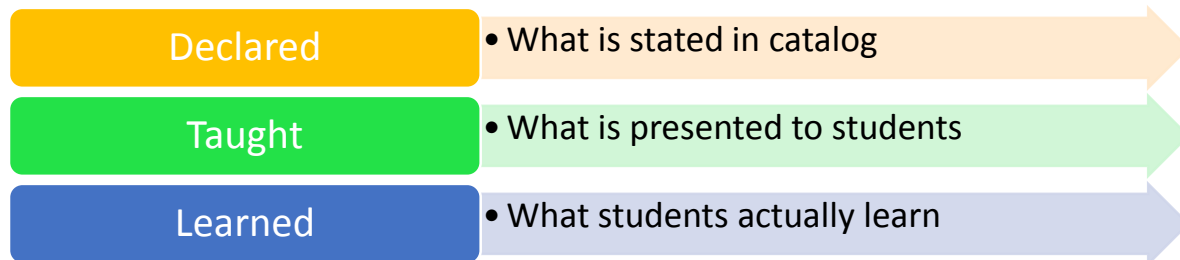 Declared
• What is stated in catalog
Taught
• What is presented to students
Learned
• What students actually learn